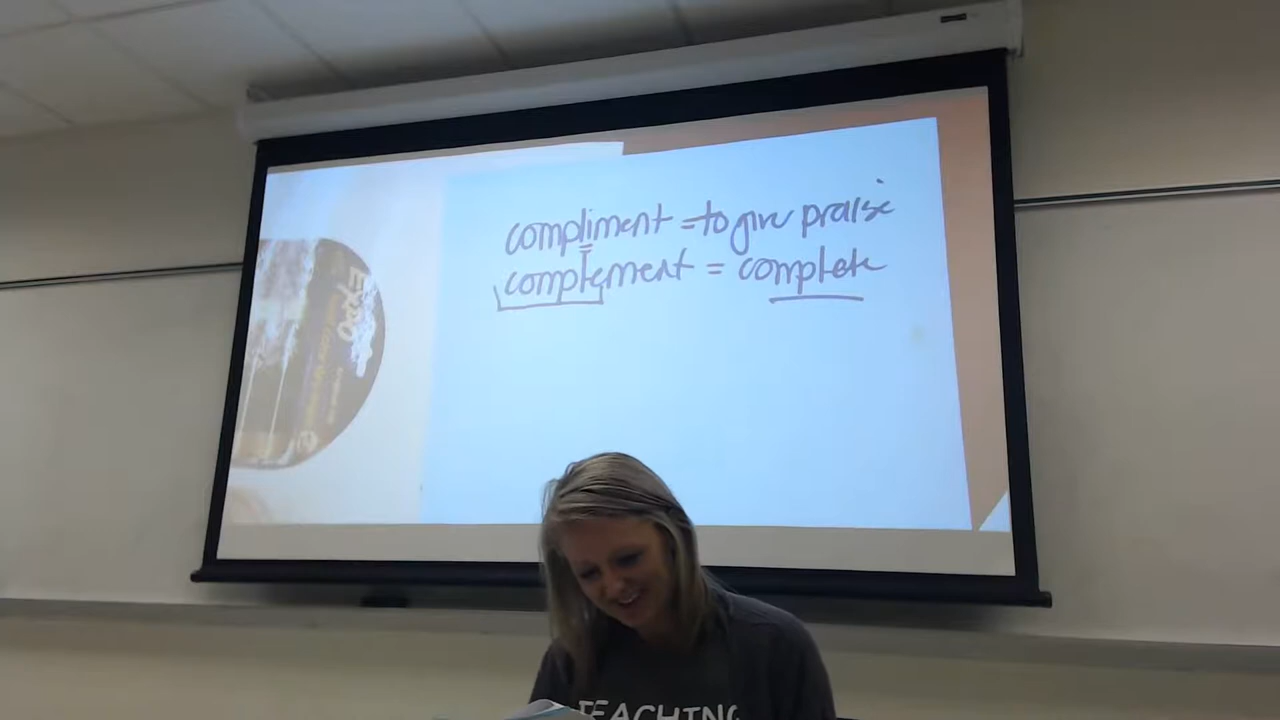 compliment = to give praise
complement = complete
EXPO
TEACHING